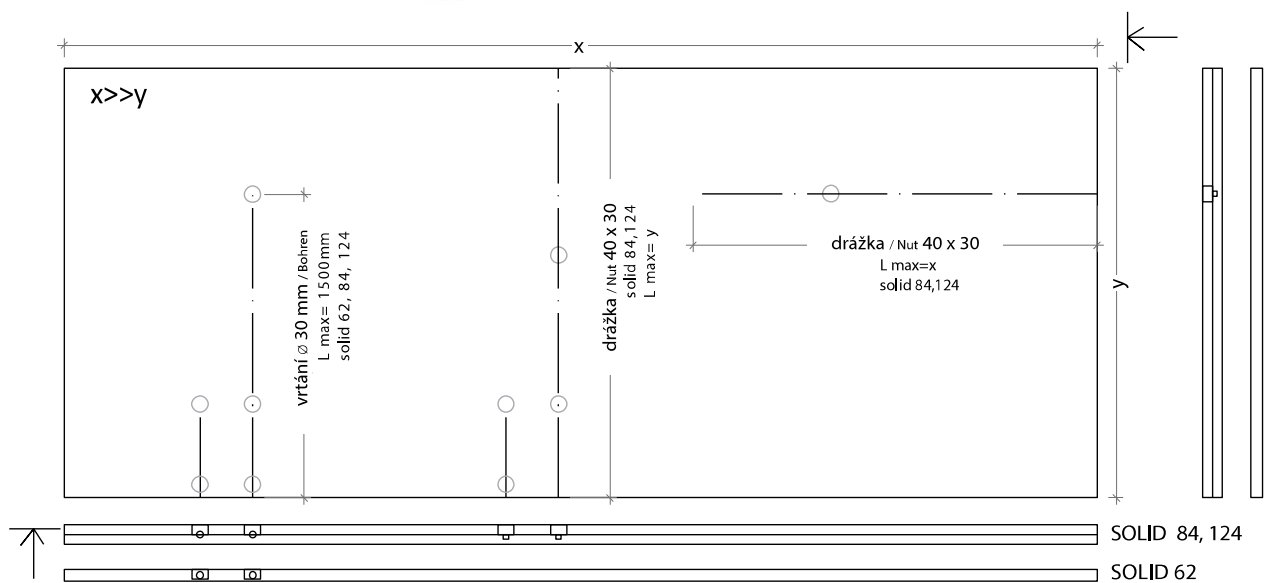 x
x>>y
vrtání ⌀ 30 mm / Bohren
L max= 1500mm
solid 62, 84, 124
drážka / Nut 40 x 30
solid 84,124
L max= y
drážka / Nut 40 x 30
L max=x
solid 84,124
y
SOLID 84, 124
SOLID 62